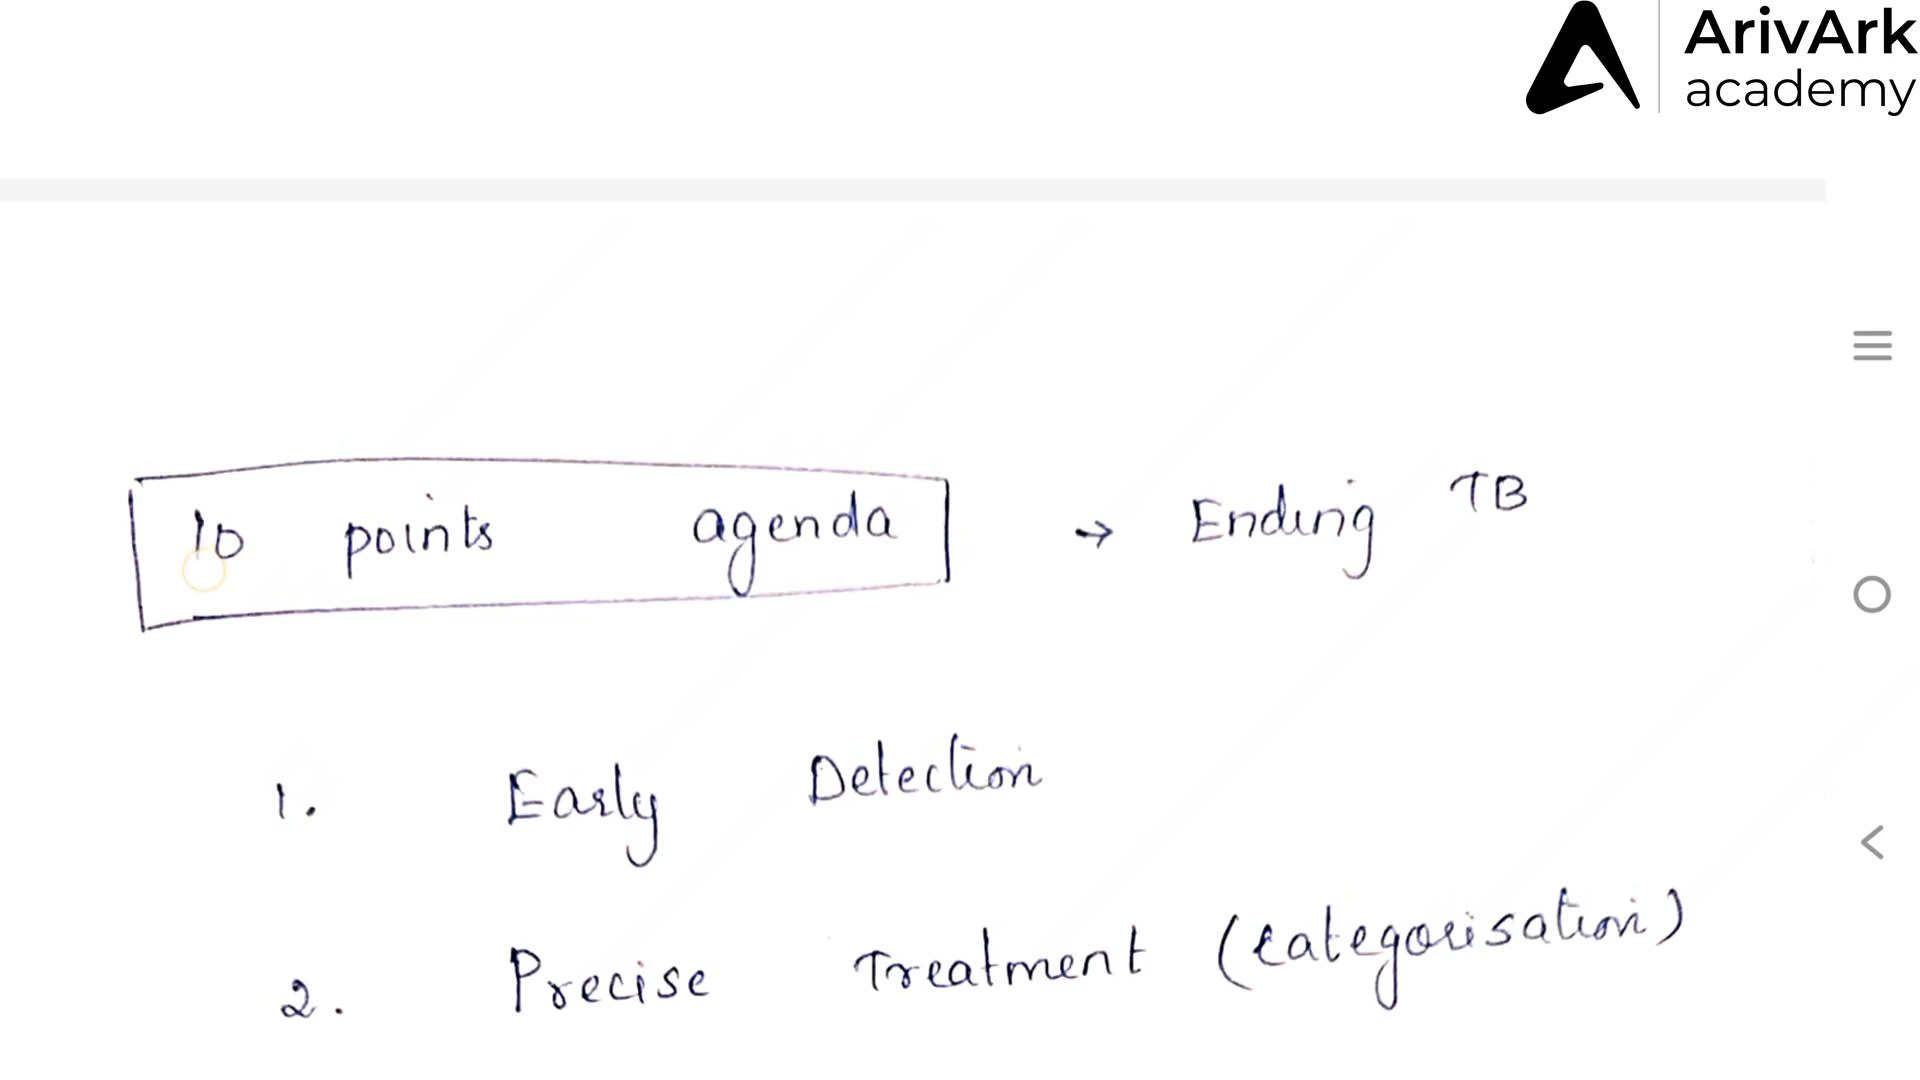 ArivArk
academy
10 points agenda → Ending TB
1. Early Detection
2. Precise Treatment (categorisation)